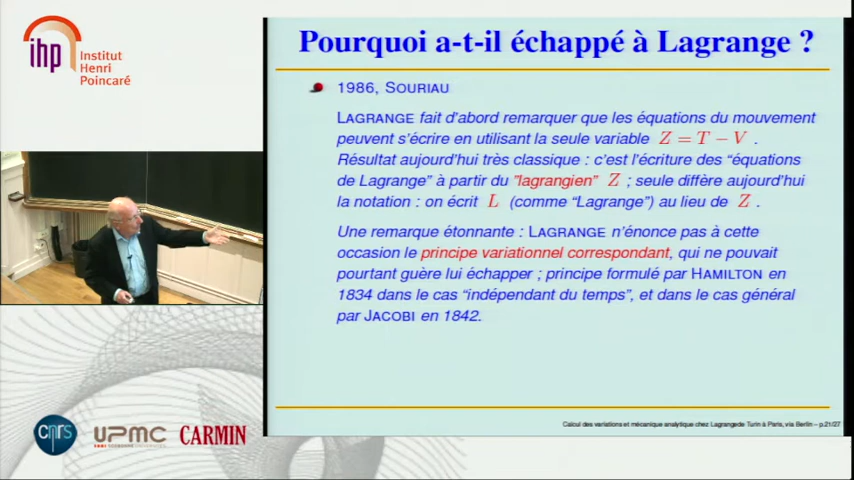 ihp
Institut
Henri
Poincaré
Pourquoi a-t-il échappé à Lagrange ?
1986, SOURIAU
LAGRANGE fait d'abord remarquer que les équations du mouvement
peuvent s'écrire en utilisant la seule variable Z = T − V .
Résultat aujourd'hui très classique : c'est l'écriture des “équations
de Lagrange” à partir du ”lagrangien” Z ; seule diffère aujourd'hui
la notation : on écrit L (comme “Lagrange”) au lieu de Z .
Une remarque étonnante : LAGRANGE n'énonce pas à cette
occasion le principe variationnel correspondant, qui ne pouvait
pourtant guère lui échapper ; principe formulé par HAMILTON en
1834 dans le cas “indépendant du temps”, et dans le cas général
par JACOBI en 1842.
Calcul des variations et mécanique analytique chez Lagrangede Turin à Paris, via Berlin – p.21/27
cnrs
UPMC
CARMIN